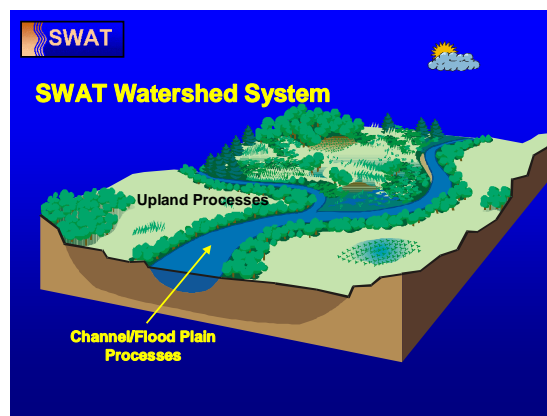 SWAT
SWAT Watershed System
Upland Processes
Channel/Flood Plain
Processes